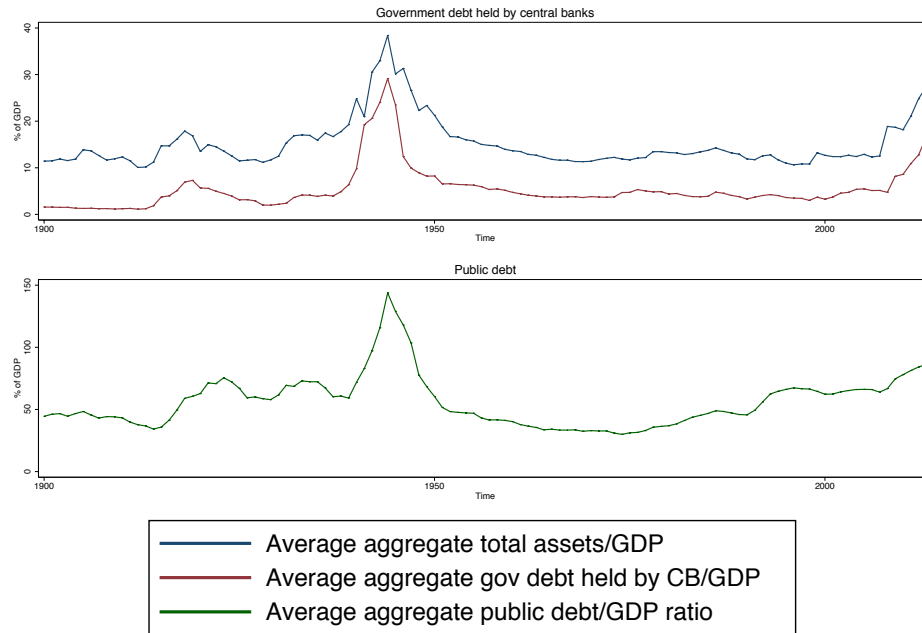 Government debt held by central banks
40
30
20
10
0
% of GDP
1900
1950
2000
Time
Public debt
150
100
50
0
% of GDP
1900
1950
2000
Time
Average aggregate total assets/GDP
Average aggregate gov debt held by CB/GDP
Average aggregate public debt/GDP ratio